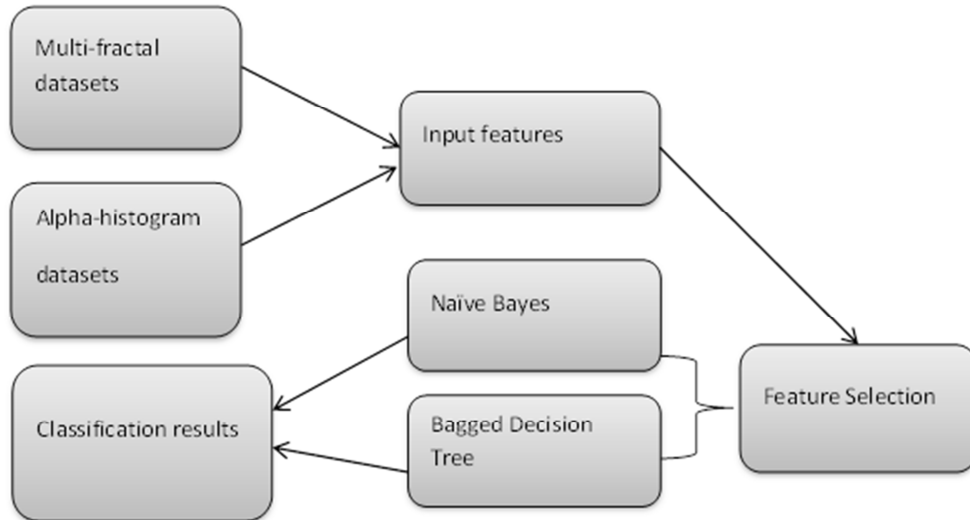 Multi-fractal
datasets
Input features
Alpha-histogram
datasets
Naïve Bayes
Feature Selection
Bagged Decision
Tree
Classification results